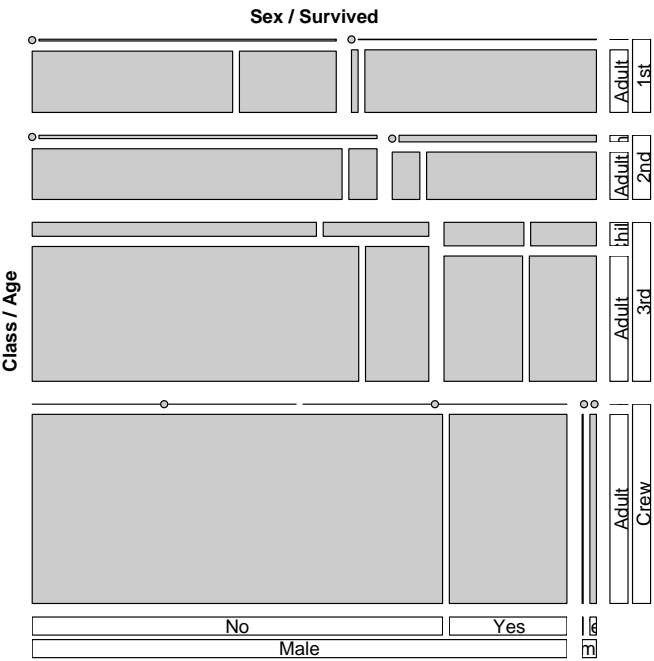 Sex / Survived
Class / Age
Adult
1st
Adult
2nd
Adult
3rd
Adult
Crew
No
Yes
Male